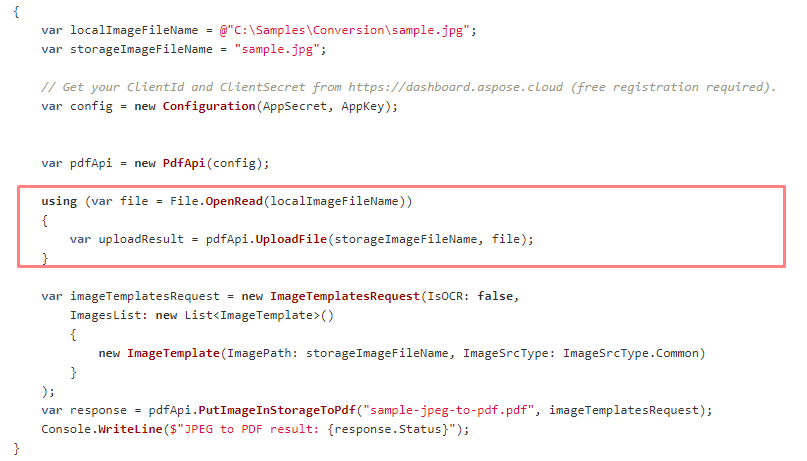 {
    var localImageFileName = @"C:\Samples\Conversion\sample.jpg";
    var storageImageFileName = "sample.jpg";

    // Get your ClientId and ClientSecret from https://dashboard.aspose.cloud (free registration required).
    var config = new Configuration(AppSecret, AppKey);


    var pdfApi = new PdfApi(config);

    using (var file = File.OpenRead(localImageFileName))
    {
        var uploadResult = pdfApi.UploadFile(storageImageFileName, file);
    }

    var imageTemplatesRequest = new ImageTemplatesRequest(IsOCR: false,
        ImagesList: new List<ImageTemplate>()
        {
            new ImageTemplate(ImagePath: storageImageFileName, ImageSrcType: ImageSrcType.Common)
        }
    );
    var response = pdfApi.PutImageInStorageToPdf("sample-jpeg-to-pdf.pdf", imageTemplatesRequest);
    Console.WriteLine($"JPEG to PDF result: {response.Status}");
}